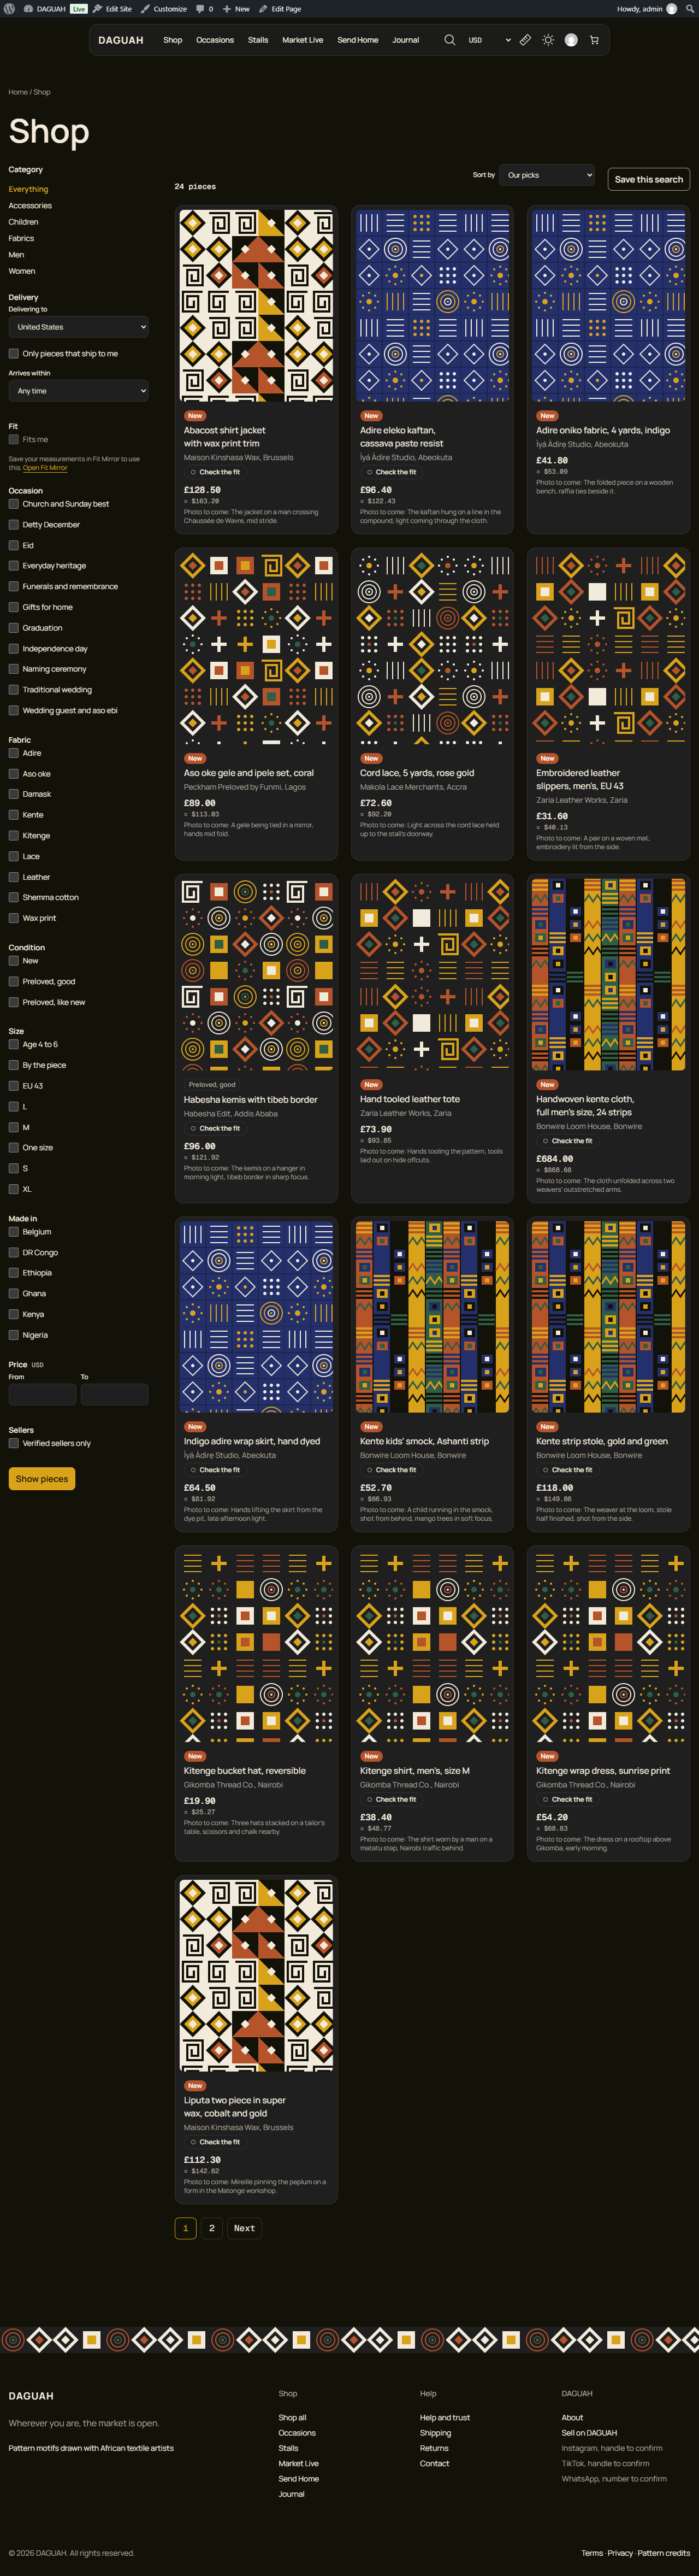 DAGUAH Live Edit Site Customize 0 New Edit Page Howdy, admin
DAGUAH Shop Occasions Stalls Market Live Send Home Journal USD
Home / Shop
Shop
Category
Everything
Accessories
Children
Fabrics
Men
Women
Delivery
Delivering to
United States
Only pieces that ship to me
Arrives within
Any time
Fit
Fits me
Save your measurements in Fit Mirror to use
this. Open Fit Mirror
Occasion
Church and Sunday best
Detty December
Eid
Everyday heritage
Funerals and remembrance
Gifts for home
Graduation
Independence day
Naming ceremony
Traditional wedding
Wedding guest and aso ebi
Fabric
Adire
Aso oke
Damask
Kente
Kitenge
Lace
Leather
Shemma cotton
Wax print
Condition
New
Preloved, good
Preloved, like new
Size
Age 4 to 6
By the piece
EU 43
L
M
One size
S
XL
Made in
Belgium
DR Congo
Ethiopia
Ghana
Kenya
Nigeria
Price USD
From To
Sellers
Verified sellers only
Show pieces
24 pieces
Sort by Our picks Save this search
New
Abacost shirt jacket
with wax print trim
Maison Kinshasa Wax, Brussels
Check the fit
£128.50
≈ $163.20
Photo to come: The jacket on a man crossing
Chaussée de Wavre, mid stride.
New
Adire eleko kaftan,
cassava paste resist
Ìyá Àdìrẹ Studio, Abeokuta
Check the fit
£96.40
≈ $122.43
Photo to come: The kaftan hung on a line in the
compound, light coming through the cloth.
New
Adire oniko fabric, 4 yards, indigo
Ìyá Àdìrẹ Studio, Abeokuta
£41.80
≈ $53.09
Photo to come: The folded piece on a wooden
bench, raffia ties beside it.
New
Aso oke gele and ipele set, coral
Peckham Preloved by Funmi, Lagos
£89.00
≈ $113.03
Photo to come: A gele being tied in a mirror,
hands mid fold.
New
Cord lace, 5 yards, rose gold
Makola Lace Merchants, Accra
£72.60
≈ $92.20
Photo to come: Light across the cord lace held
up to the stall's doorway.
New
Embroidered leather
slippers, men's, EU 43
Zaria Leather Works, Zaria
£31.60
≈ $40.13
Photo to come: A pair on a woven mat,
embroidery lit from the side.
Preloved, good
Habesha kemis with tibeb border
Habesha Edit, Addis Ababa
Check the fit
£96.00
≈ $121.92
Photo to come: The kemis on a hanger in
morning light, tibeb border in sharp focus.
New
Hand tooled leather tote
Zaria Leather Works, Zaria
£73.90
≈ $93.85
Photo to come: Hands tooling the pattern, tools
laid out on hide offcuts.
New
Handwoven kente cloth,
full men's size, 24 strips
Bonwire Loom House, Bonwire
Check the fit
£684.00
≈ $868.68
Photo to come: The cloth unfolded across two
weavers' outstretched arms.
New
Indigo adire wrap skirt, hand dyed
Ìyá Àdìrẹ Studio, Abeokuta
Check the fit
£64.50
≈ $81.92
Photo to come: Hands lifting the skirt from the
dye pit, late afternoon light.
New
Kente kids' smock, Ashanti strip
Bonwire Loom House, Bonwire
Check the fit
£52.70
≈ $66.93
Photo to come: A child running in the smock,
shot from behind, mango trees in soft focus.
New
Kente strip stole, gold and green
Bonwire Loom House, Bonwire
Check the fit
£118.00
≈ $149.86
Photo to come: The weaver at the loom, stole
half finished, shot from the side.
New
Kitenge bucket hat, reversible
Gikomba Thread Co., Nairobi
£19.90
≈ $25.27
Photo to come: Three hats stacked on a tailor's
table, scissors and chalk nearby.
New
Kitenge shirt, men's, size M
Gikomba Thread Co., Nairobi
Check the fit
£38.40
≈ $48.77
Photo to come: The shirt worn by a man on a
matatu step, Nairobi traffic behind.
New
Kitenge wrap dress, sunrise print
Gikomba Thread Co., Nairobi
Check the fit
£54.20
≈ $68.83
Photo to come: The dress on a rooftop above
Gikomba, early morning.
New
Liputa two piece in super
wax, cobalt and gold
Maison Kinshasa Wax, Brussels
Check the fit
£112.30
≈ $142.62
Photo to come: Mireille pinning the peplum on a
form in the Matonge workshop.
1 2 Next
DAGUAH
Wherever you are, the market is open.
Pattern motifs drawn with African textile artists
Shop
Shop all
Occasions
Stalls
Market Live
Send Home
Journal
Help
Help and trust
Shipping
Returns
Contact
DAGUAH
About
Sell on DAGUAH
Instagram, handle to confirm
TikTok, handle to confirm
WhatsApp, number to confirm
© 2026 DAGUAH. All rights reserved.
Terms · Privacy · Pattern credits